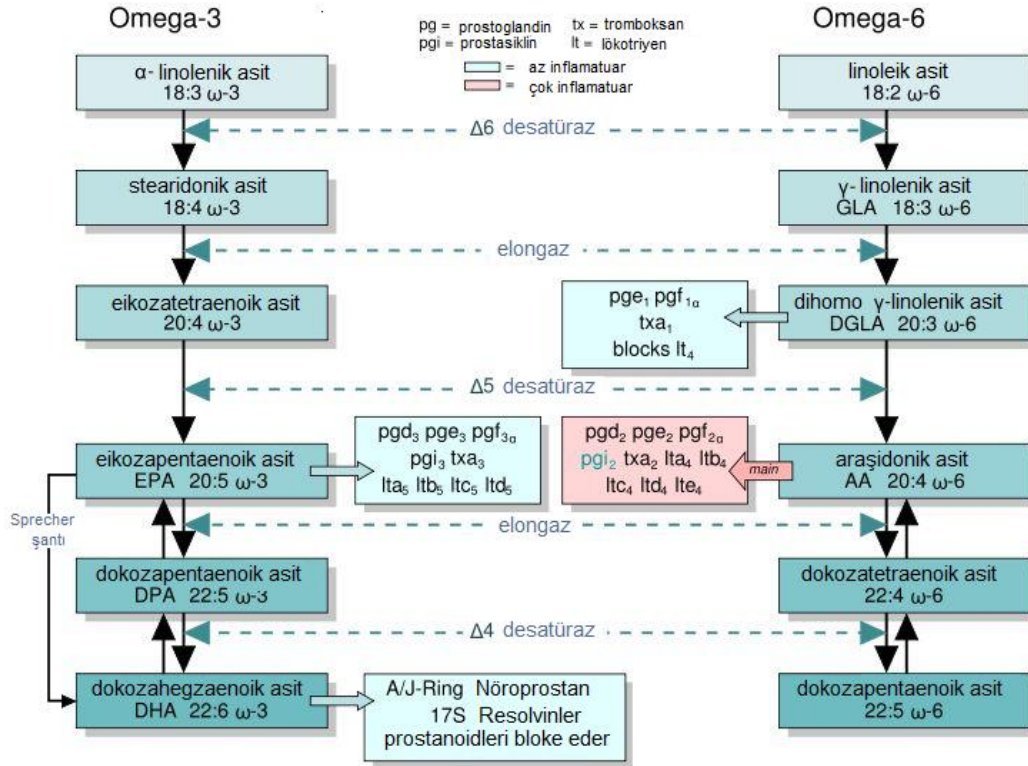 Omega-3
pg = prostoglandin tx = tromboksan
pgi = prostasiklin lt = lökotriyen
= az inflamatuar
= çok inflamatuar
Omega-6
α- linolenik asit
18:3 ω-3
linoleik asit
18:2 ω-6
Δ6 desatüraz
stearidonik asit
18:4 ω-3
γ- linolenik asit
GLA 18:3 ω-6
elongaz
eikozatetraenoik asit
20:4 ω-3
pge₁ pgf₁α
txa₁
blocks lt₄
dihomo γ-linolenik asit
DGLA 20:3 ω-6
Δ5 desatüraz
eikozapentaenoik asit
EPA 20:5 ω-3
pgd₃ pge₃ pgf₃α
pgi₃ txa₃
lta₅ ltb₅ ltc₅ ltd₅
pgd₂ pge₂ pgf₂α
pgi₂ txa₂ lta₄ ltb₄
ltc₄ ltd₄ lte₄
main
araşidonik asit
AA 20:4 ω-6
Sprecher
şantı
elongaz
dokozapentaenoik asit
DPA 22:5 ω-3
dokozatetraenoik asit
22:4 ω-6
Δ4 desatüraz
dokozahegzaenoik asit
DHA 22:6 ω-3
A/J-Ring Nöroprostan
17S Resolvinler
prostanoidleri bloke eder
dokozapentaenoik asit
22:5 ω-6